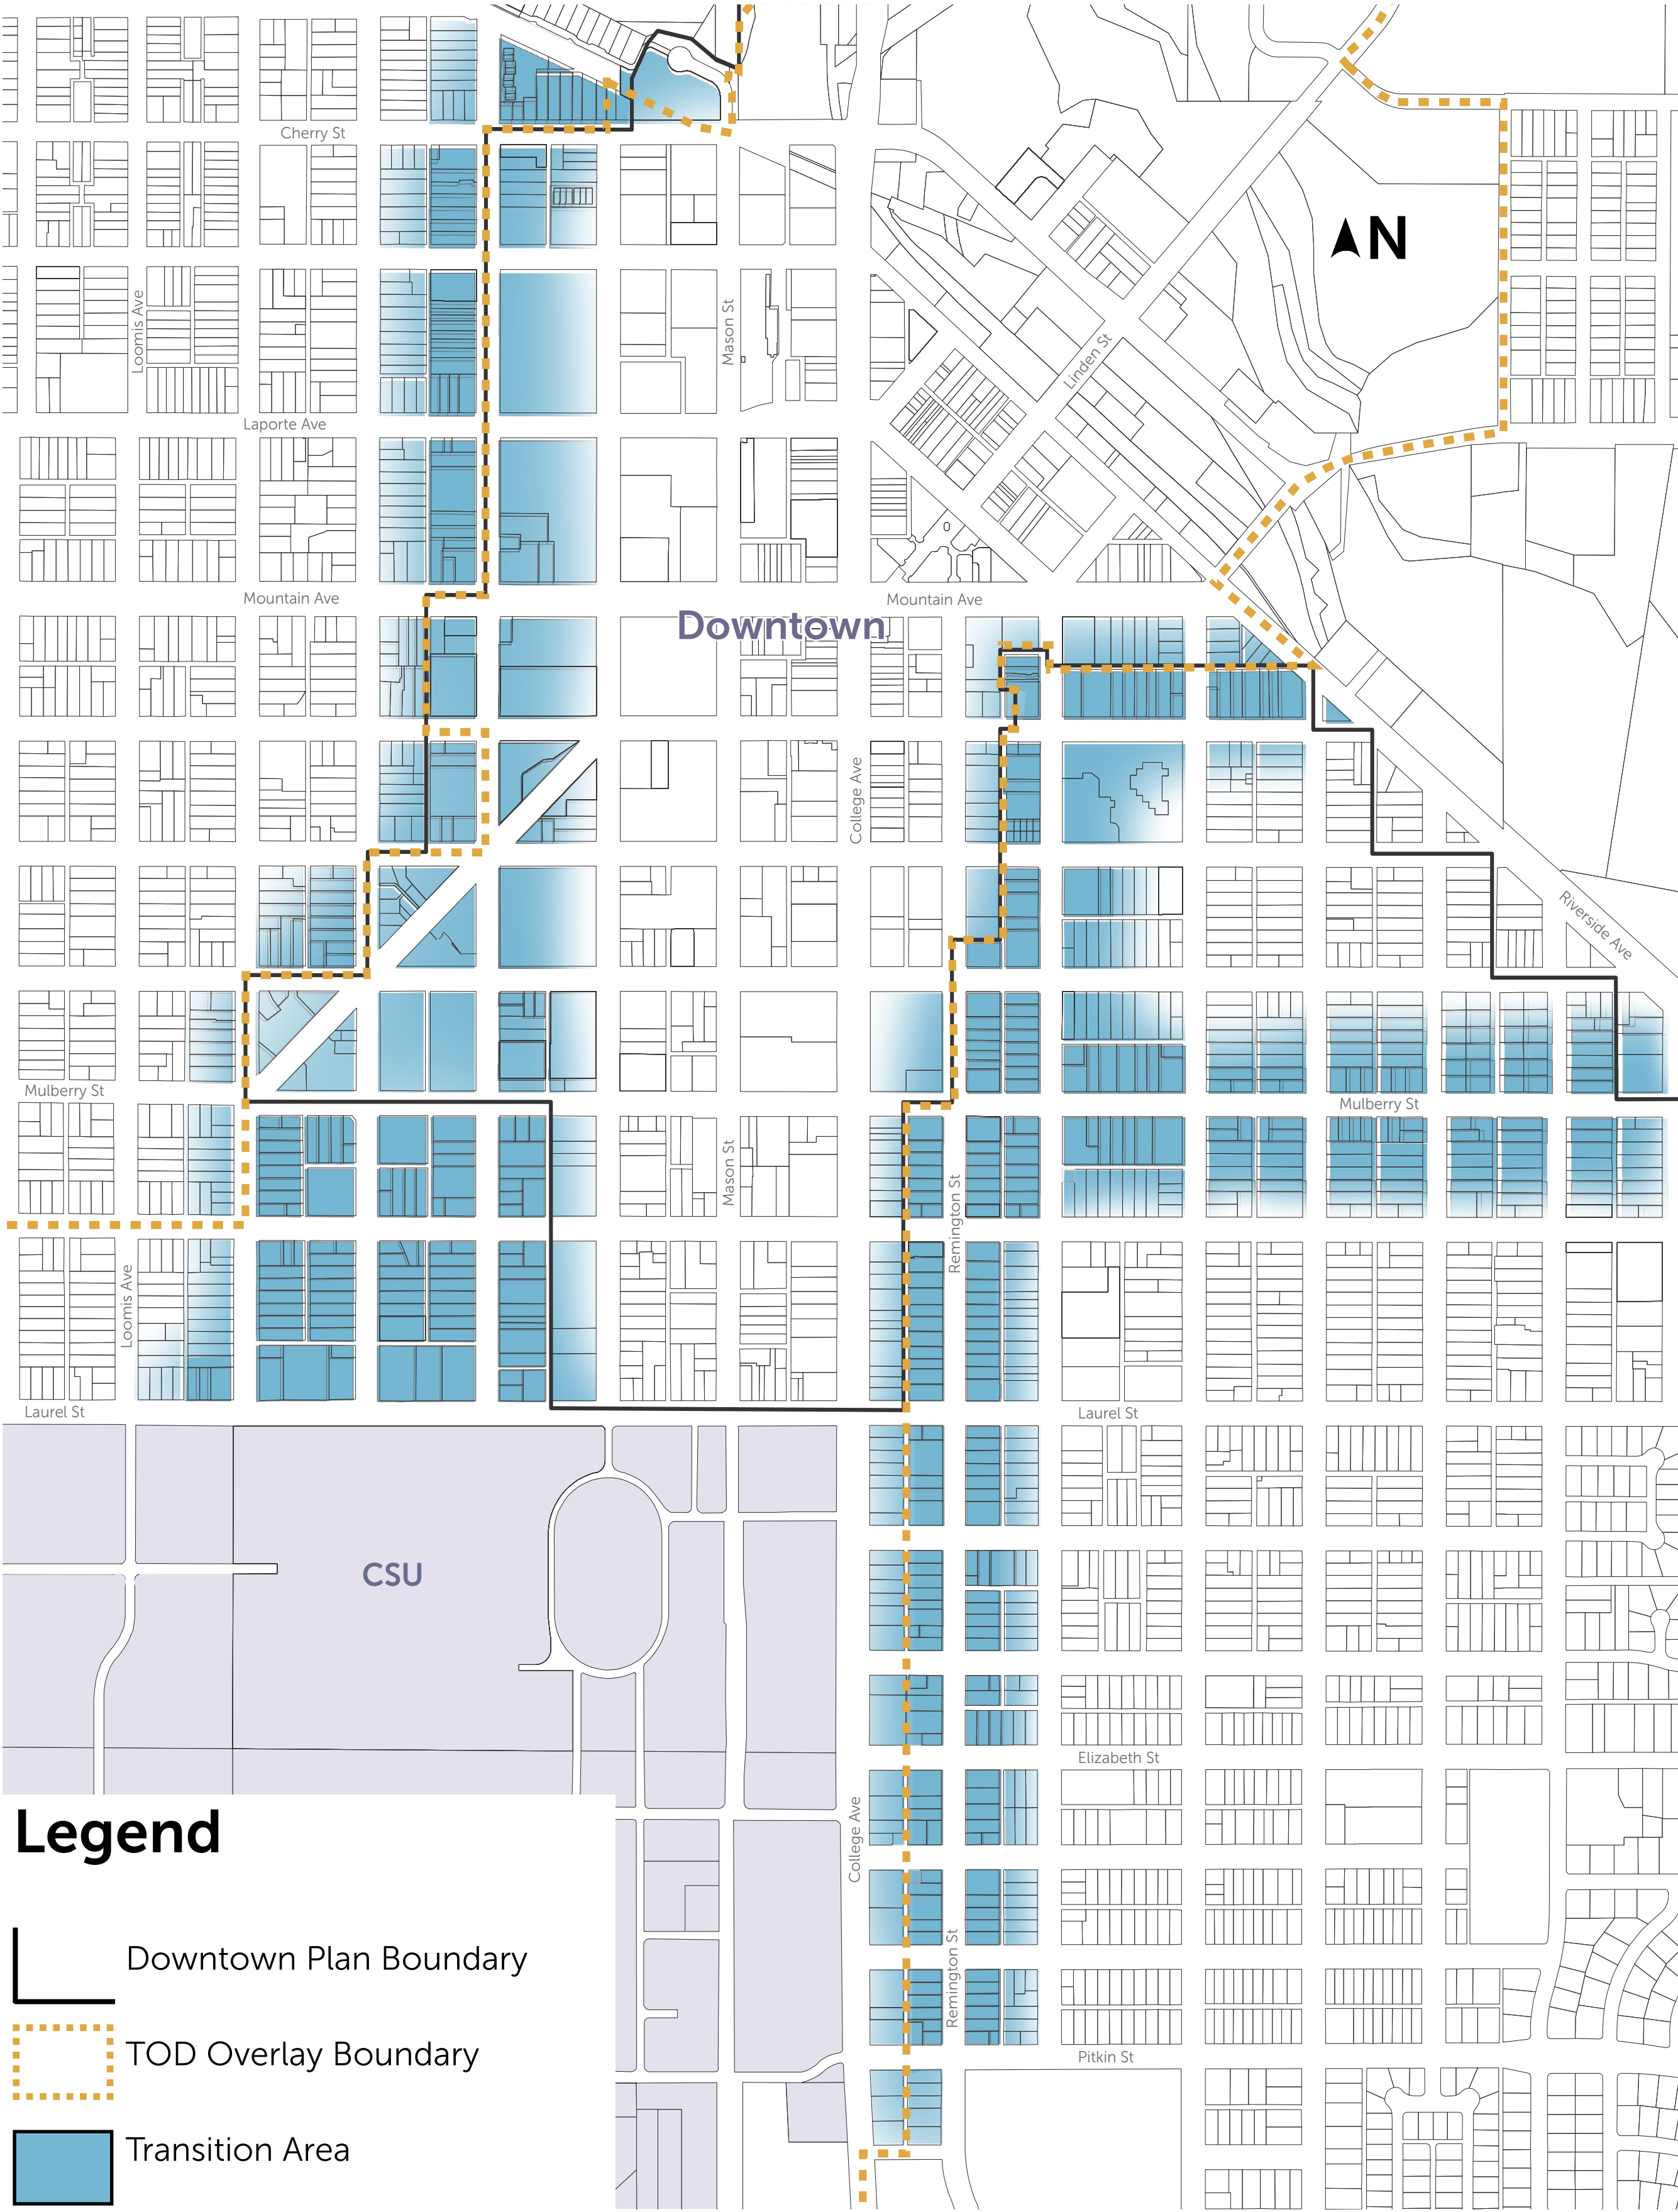 Cherry St
N
Loomis Ave
Mason St
Linden St
Laporte Ave
Mountain Ave
Mountain Ave
Downtown
College Ave
Riverside Ave
Mulberry St
Mulberry St
Mason St
Remington St
Loomis Ave
Laurel St
Laurel St
CSU
Elizabeth St
College Ave
Remington St
Pitkin St
Legend
Downtown Plan Boundary
TOD Overlay Boundary
Transition Area